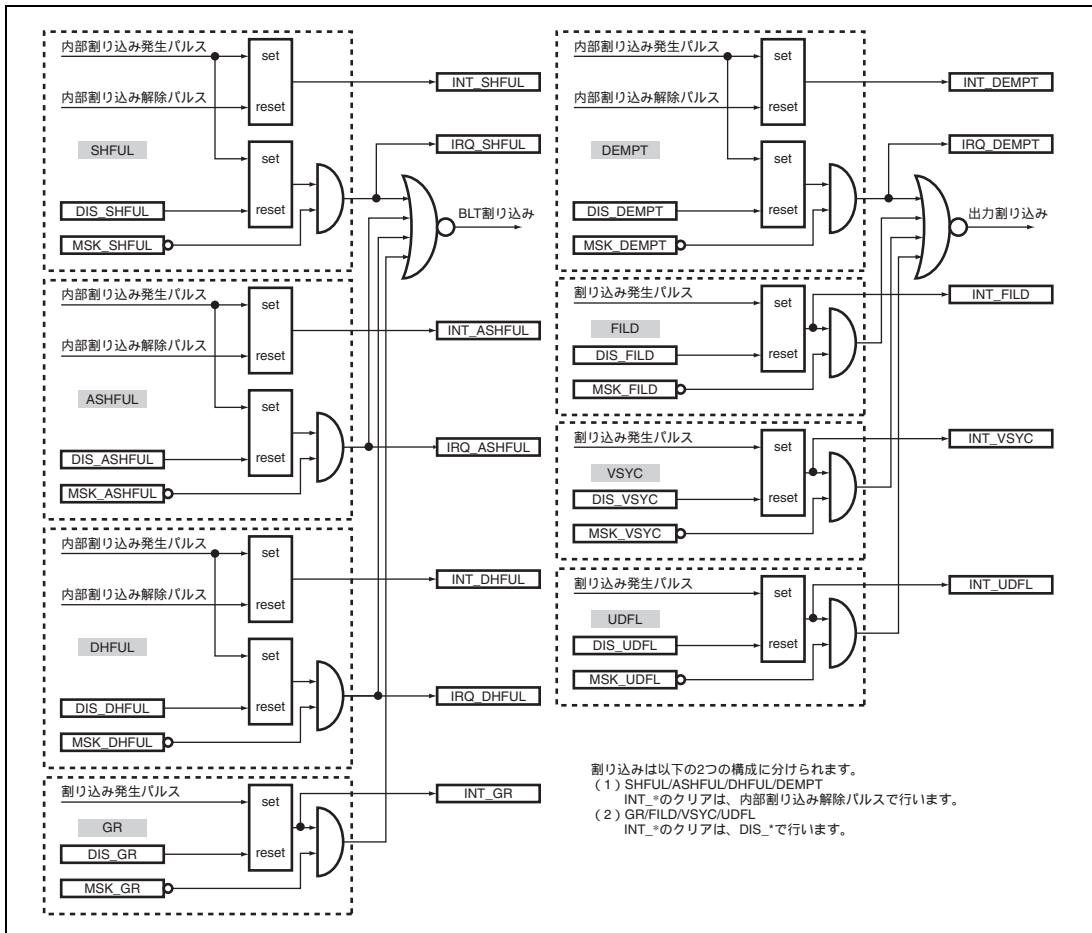 内部割り込み発生パルス
set
内部割り込み解除パルス
reset
INT_SHFUL
SHFUL
set
IRQ_SHFUL
DIS_SHFUL
reset
MSK_SHFUL
BLT割り込み
内部割り込み発生パルス
set
内部割り込み解除パルス
reset
INT_ASHFUL
ASHFUL
set
DIS_ASHFUL
reset
IRQ_ASHFUL
MSK_ASHFUL
内部割り込み発生パルス
set
内部割り込み解除パルス
reset
INT_DHFUL
DHFUL
set
DIS_DHFUL
reset
IRQ_DHFUL
MSK_DHFUL
割り込み発生パルス
set
INT_GR
GR
DIS_GR
reset
MSK_GR
内部割り込み発生パルス
set
内部割り込み解除パルス
reset
INT_DEMPT
DEMPT
set
IRQ_DEMPT
DIS_DEMPT
reset
MSK_DEMPT
出力割り込み
割り込み発生パルス
set
INT_FILD
FILD
DIS_FILD
reset
MSK_FILD
割り込み発生パルス
set
INT_VSYC
VSYC
DIS_VSYC
reset
MSK_VSYC
割り込み発生パルス
set
INT_UDFL
UDFL
DIS_UDFL
reset
MSK_UDFL
割り込みは以下の2つの構成に分けられます。
(1) SHFUL/ASHFUL/DHFUL/DEMPT
INT_*のクリアは、内部割り込み解除パルスで行います。
(2) GR/FILD/VSYC/UDFL
INT_*のクリアは、DIS_*で行います。